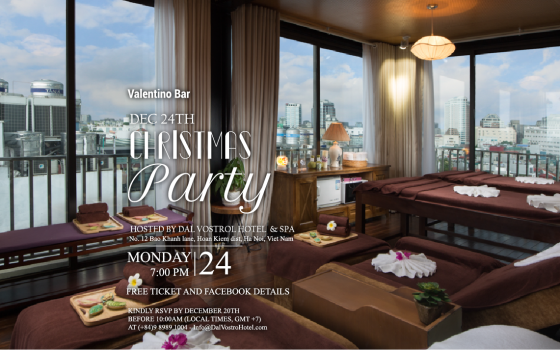 Valentino Bar
DEC 24TH
CHRISTMAS
Party
HOSTED BY DAL VOSTROL HOTEL & SPA
No. 12 Bao Khanh lane, Hoan Kiem dist, Ha Noi, Viet Nam
MONDAY 24
7:00 PM
FREE TICKET AND FACEBOOK DETAILS
KINDLY RSVP BY DECEMBER 20TH
BEFORE 10:00AM (LOCAL TIMES, GMT +7)
AT (+84)9 8989 1004 - Info@DalVostroHotel.com